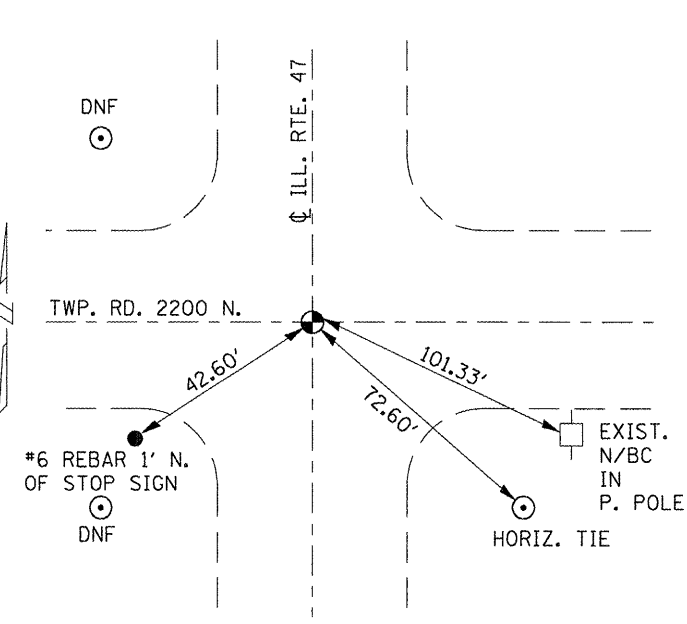 DNF
℄ ILL. RTE. 47
TWP. RD. 2200 N.
42.60'
101.33'
72.60'
#6 REBAR 1' N.
OF STOP SIGN
DNF
EXIST.
N/BC
IN
P. POLE
HORIZ. TIE